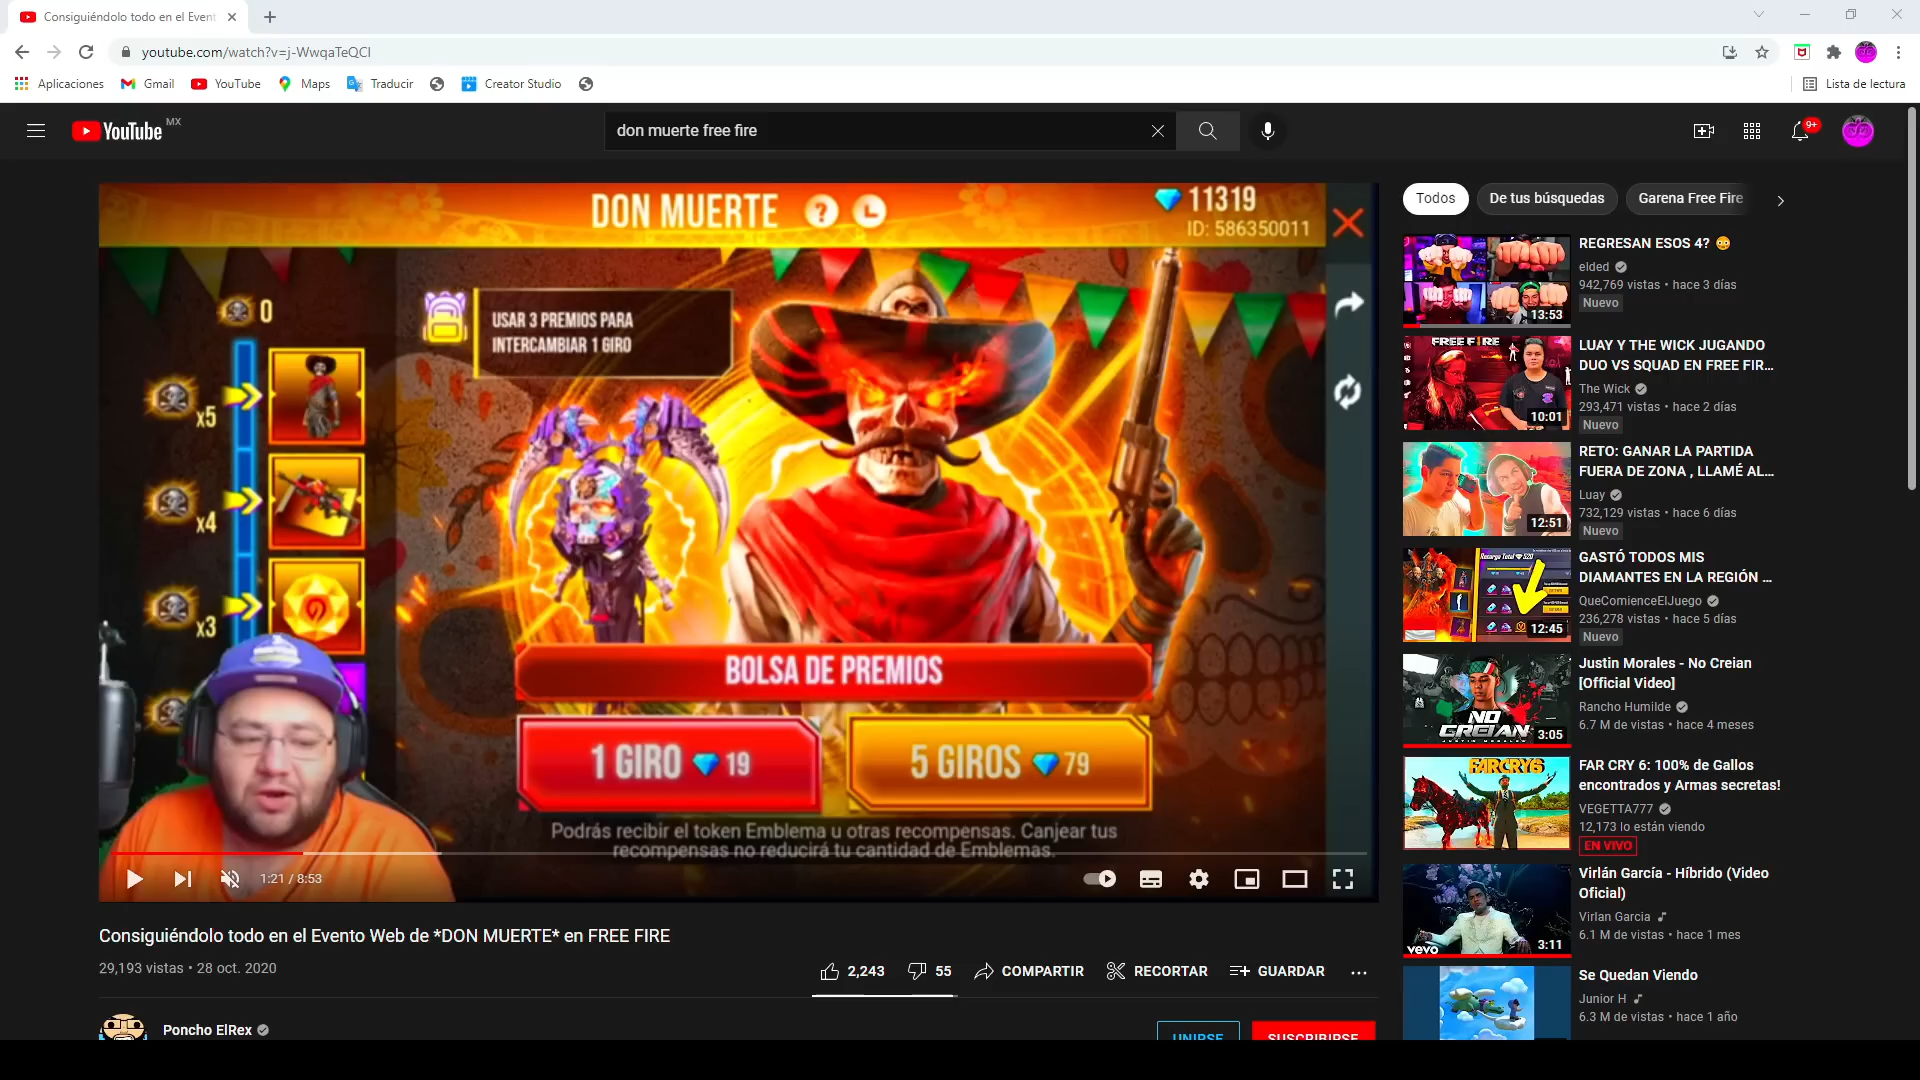 Consiguiéndolo todo en el Event
youtube.com/watch?v=j-WwqaTeQCI
Aplicaciones
Gmail
YouTube
Maps
Traducir
Creator Studio
Lista de lectura
YouTube MX
don muerte free fire
9+
DON MUERTE ? L
11319
ID: 586350011
0
USAR 3 PREMIOS PARA
INTERCAMBIAR 1 GIRO
x5
x4
x3
BOLSA DE PREMIOS
1 GIRO 19
5 GIROS 79
Podrás recibir el token Emblema u otras recompensas. Canjear tus
recompensas no reducirá tu cantidad de Emblemas.
1:21 / 8:53
Consiguiéndolo todo en el Evento Web de *DON MUERTE* en FREE FIRE
29,193 vistas • 28 oct. 2020
2,243
55
COMPARTIR
RECORTAR
GUARDAR
Poncho ElRex
UNIRSE
SUSCRIBIRSE
Todos
De tus búsquedas
Garena Free Fire
13:53
REGRESAN ESOS 4? 😳
elded
942,769 vistas • hace 3 días
Nuevo
FREE FIRE
10:01
LUAY Y THE WICK JUGANDO
DUO VS SQUAD EN FREE FIR...
The Wick
293,471 vistas • hace 2 días
Nuevo
12:51
RETO: GANAR LA PARTIDA
FUERA DE ZONA , LLAMÉ AL...
Luay
732,129 vistas • hace 6 días
Nuevo
Recarga Total 520
12:45
GASTÓ TODOS MIS
DIAMANTES EN LA REGIÓN ...
QueComienceElJuego
236,278 vistas • hace 5 días
Nuevo
NO
CREIAN
3:05
Justin Morales - No Creian
[Official Video]
Rancho Humilde
6.7 M de vistas • hace 4 meses
FARCRY6
FAR CRY 6: 100% de Gallos
encontrados y Armas secretas!
VEGETTA777
12,173 lo están viendo
EN VIVO
vevo
3:11
Virlán García - Híbrido (Video
Oficial)
Virlan Garcia
6.1 M de vistas • hace 1 mes
Se Quedan Viendo
Junior H
6.3 M de vistas • hace 1 año